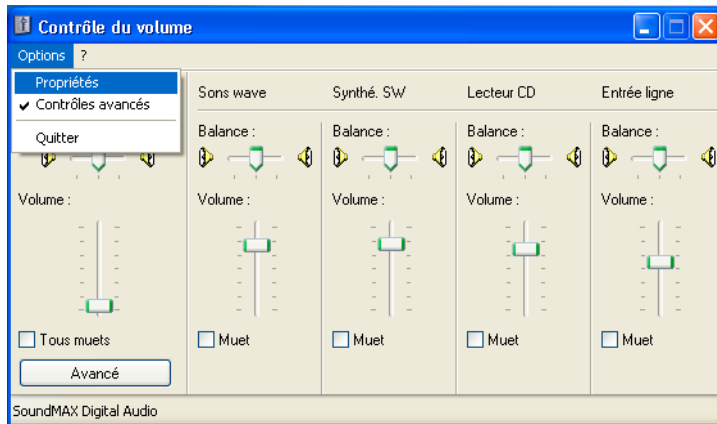 Contrôle du volume
Options ?
Propriétés
Contrôles avancés
Quitter
Sons wave Synthé. SW Lecteur CD Entrée ligne
Balance : Balance : Balance : Balance :
Volume : Volume : Volume : Volume : Volume :
Tous muets Muet Muet Muet Muet
Avancé
SoundMAX Digital Audio